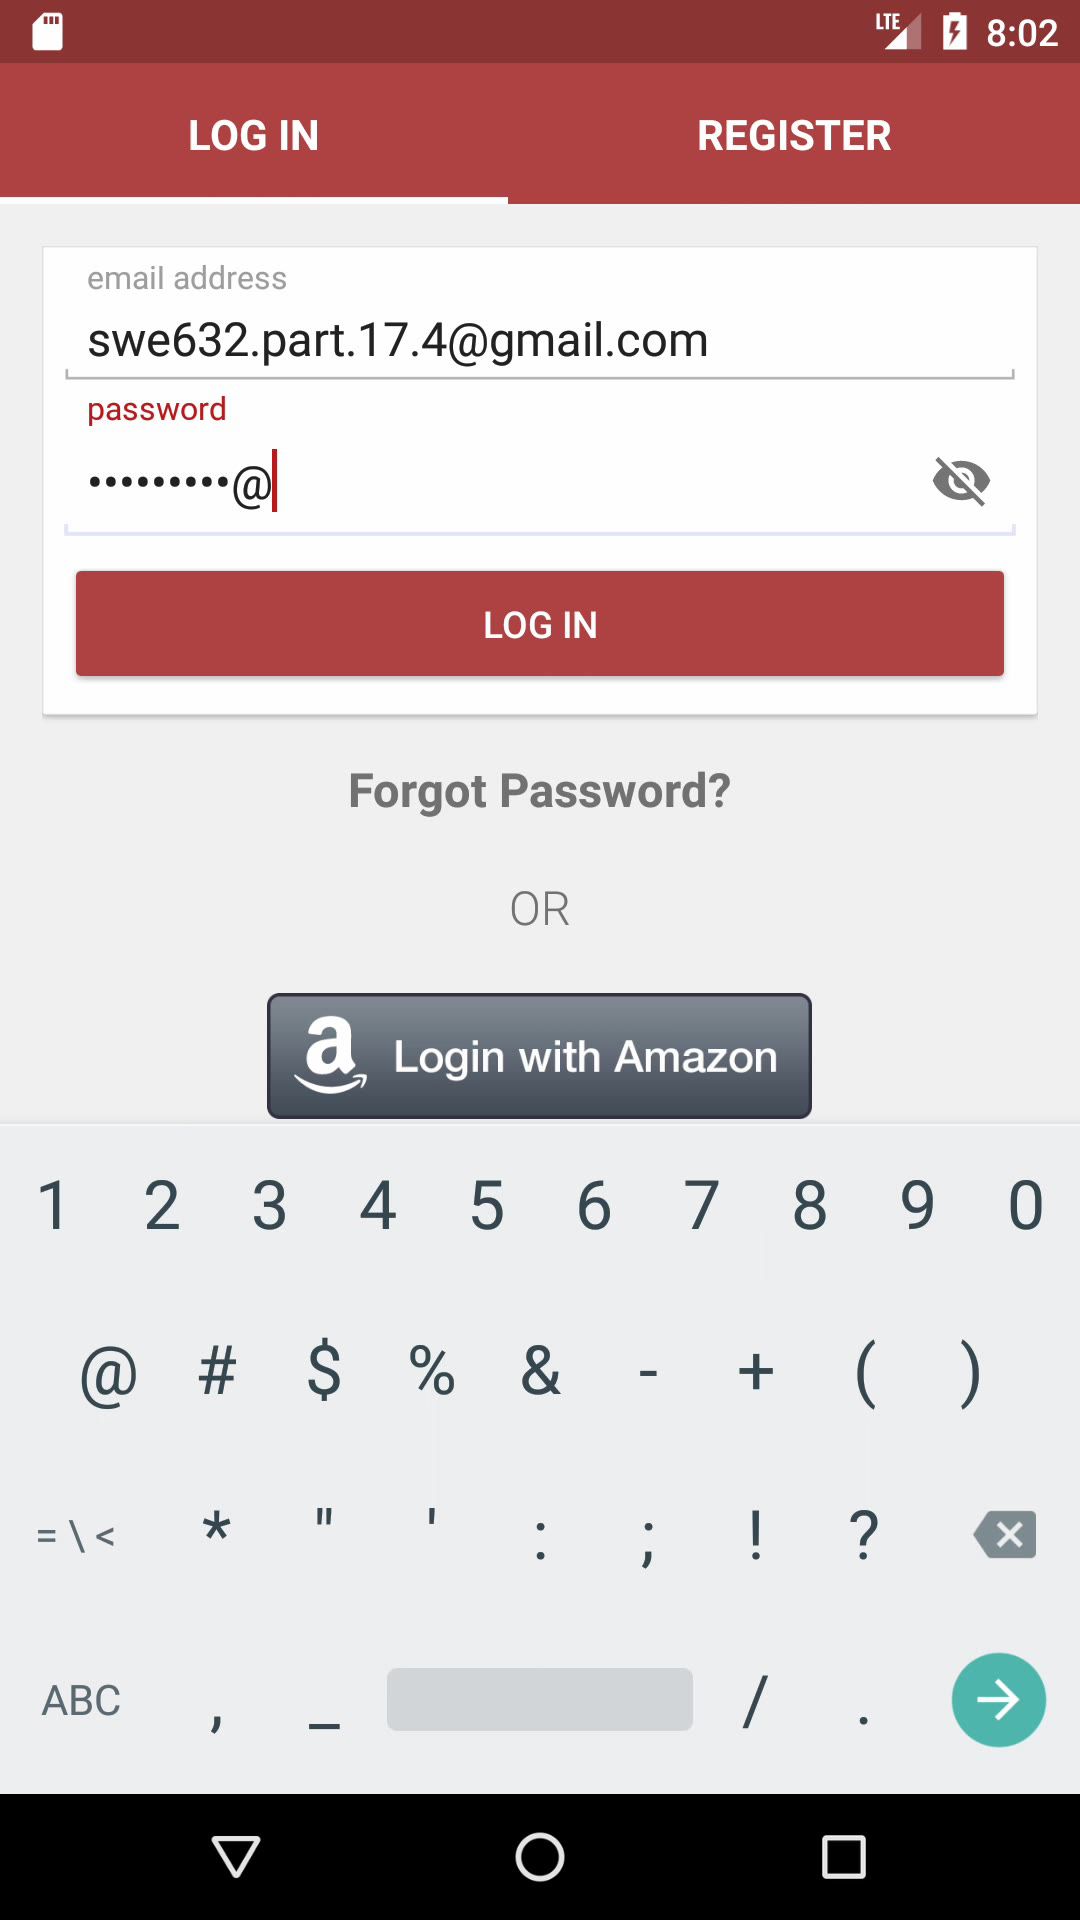 LTE 8:02
LOG IN REGISTER
email address
swe632.part.17.4@gmail.com
password
•••••••••@
LOG IN
Forgot Password?
OR
a Login with Amazon
1 2 3 4 5 6 7 8 9 0
@ # $ % & - + ( )
= \ < * " ' : ; ! ?
ABC , _ / .